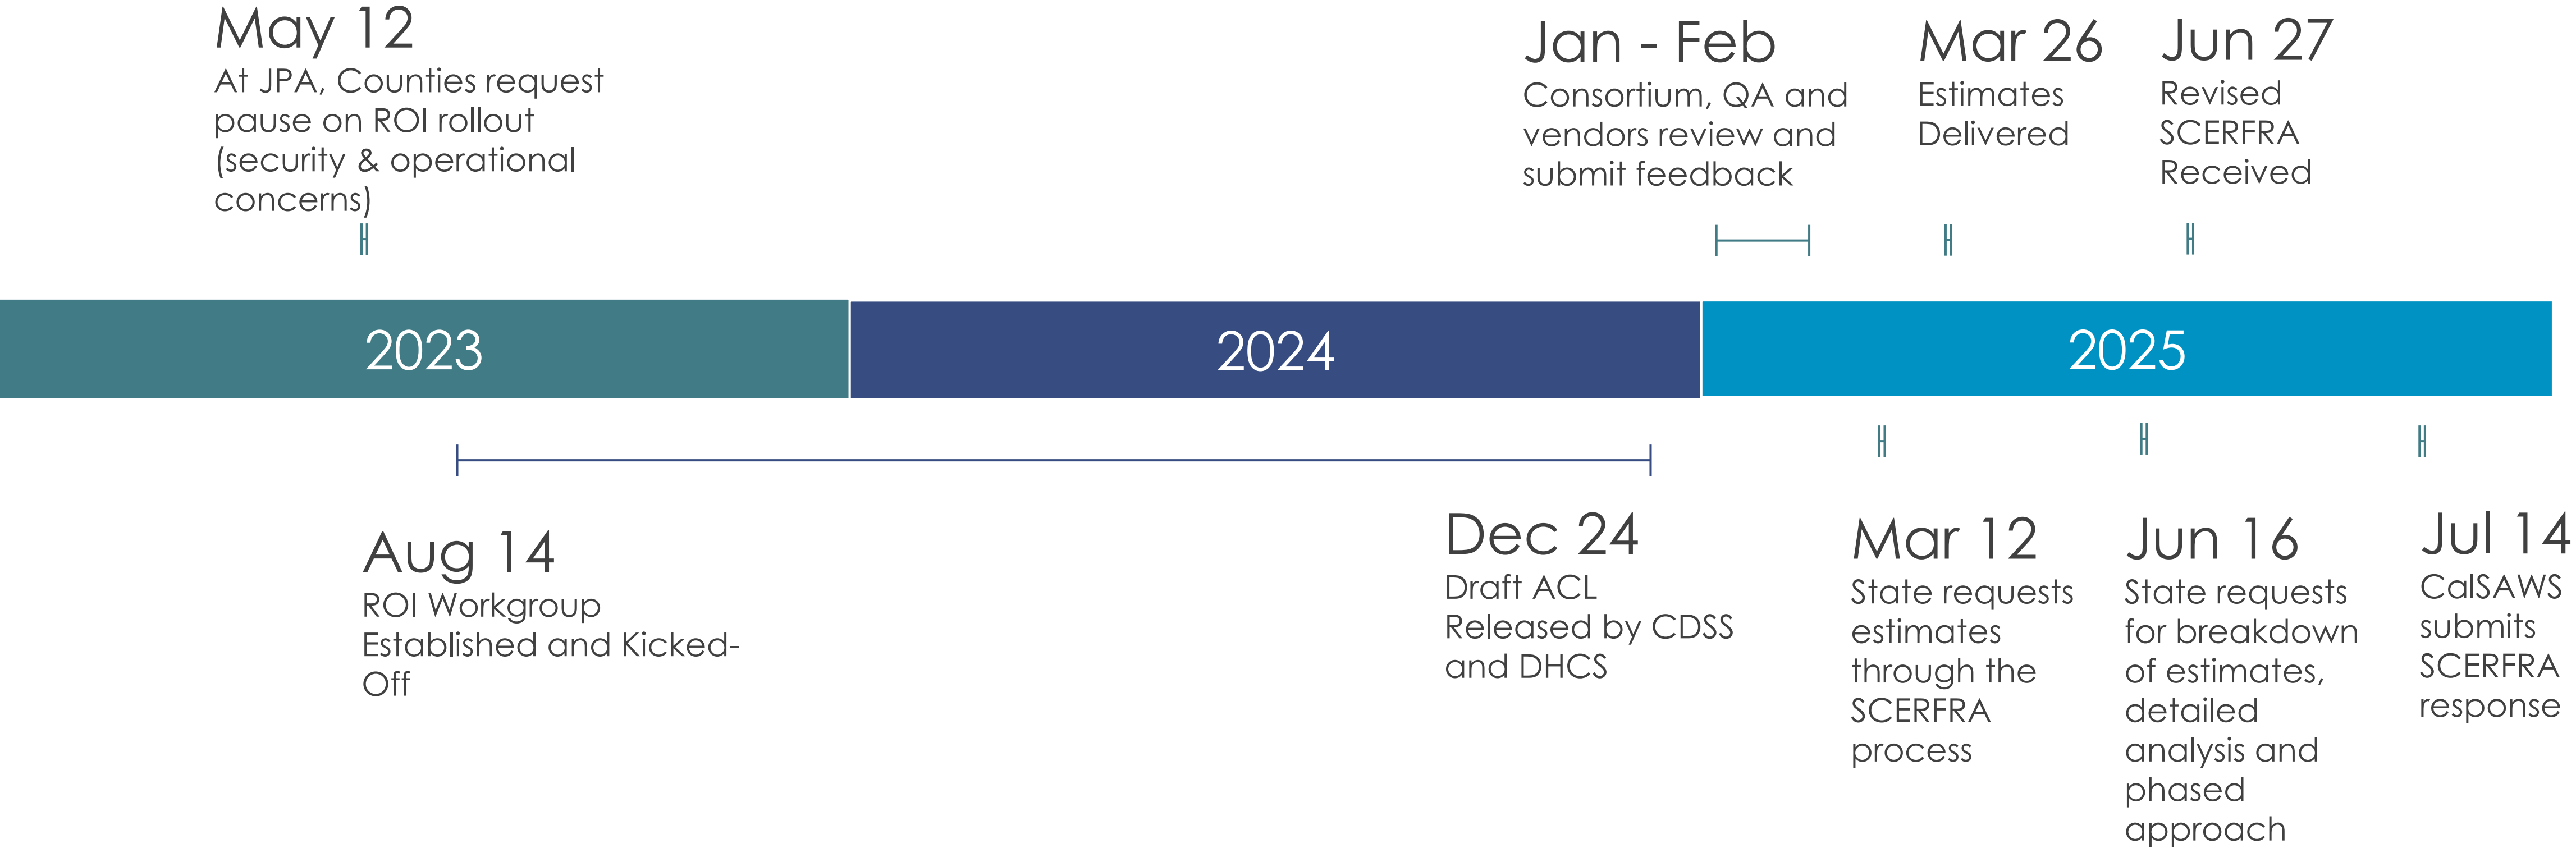 May 12
At JPA, Counties request
pause on ROI rollout
(security & operational
concerns)
Jan - Feb
Consortium, QA and
vendors review and
submit feedback
Mar 26
Estimates
Delivered
Jun 27
Revised
SCERFRA
Received
2023
2024
2025
Aug 14
ROI Workgroup
Established and Kicked-
Off
Dec 24
Draft ACL
Released by CDSS
and DHCS
Mar 12
State requests
estimates
through the
SCERFRA
process
Jun 16
State requests
for breakdown
of estimates,
detailed
analysis and
phased
approach
Jul 14
CalSAWS
submits
SCERFRA
response